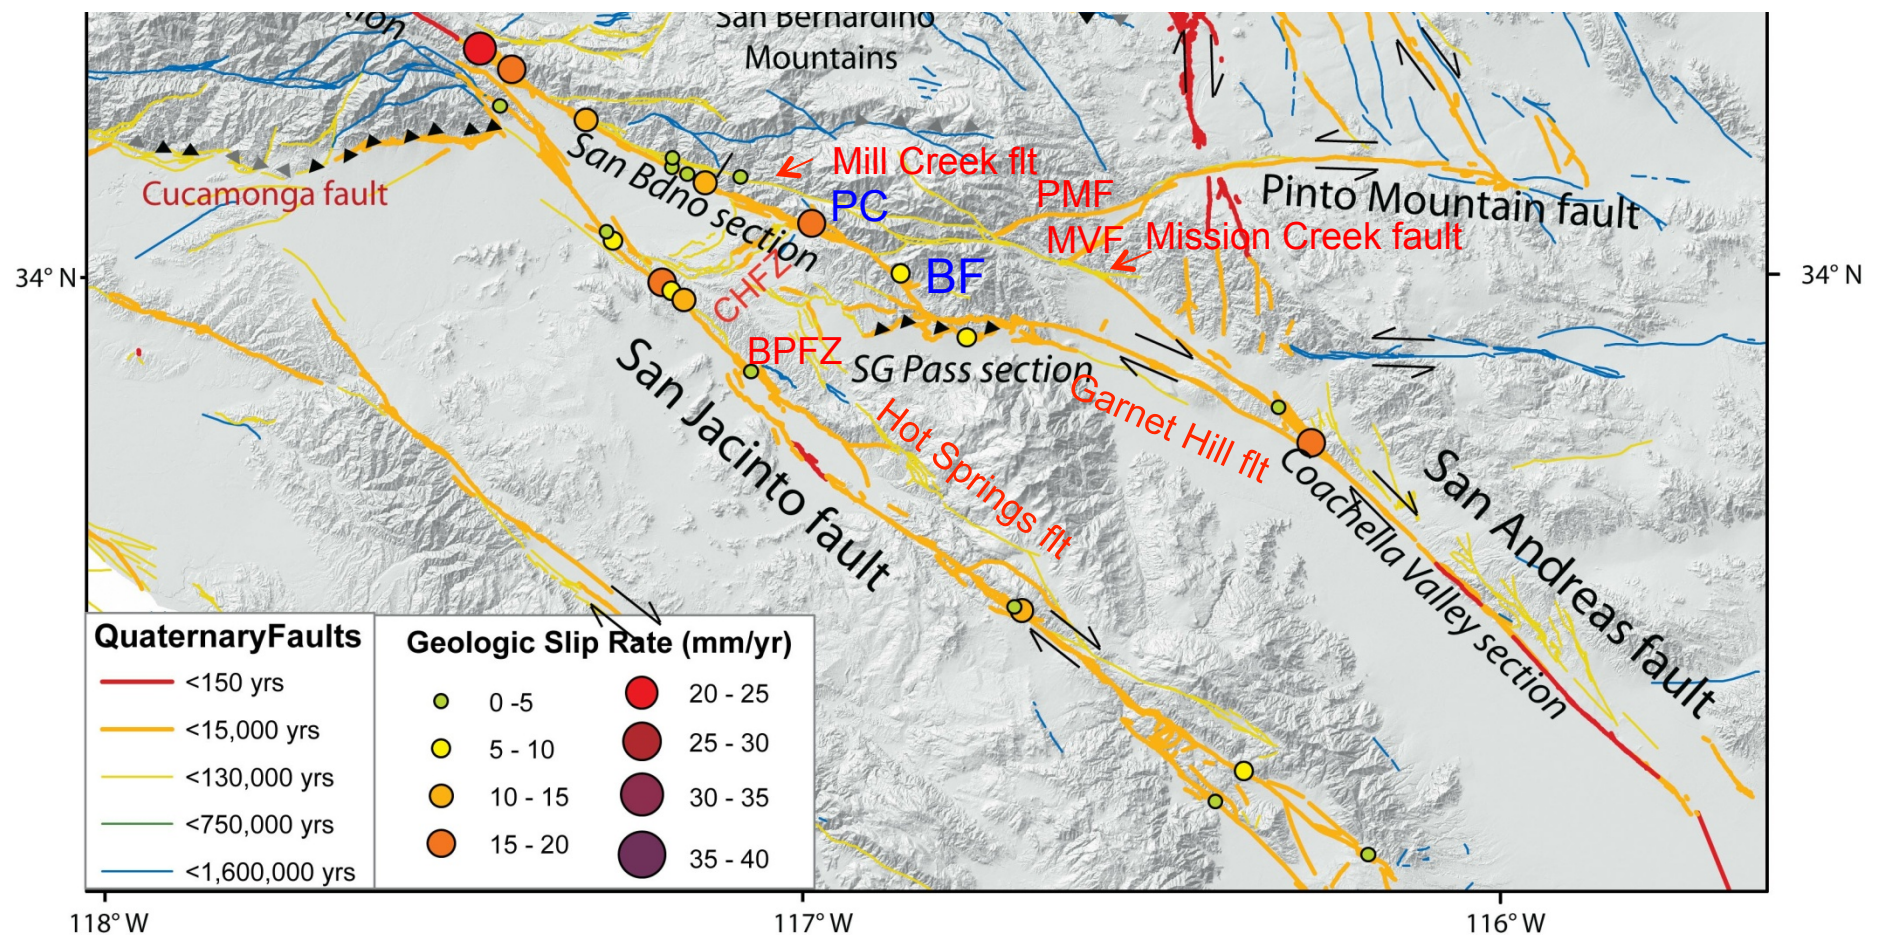 San Bernardino
Mountains
Mill Creek flt
San Bdno section
Cucamonga fault
PC
PMF
Pinto Mountain fault
MVF
Mission Creek fault
34° N
34° N
BF
CHFZ
BPFZ
SG Pass section
Garnet Hill flt
San Jacinto fault
Hot Springs flt
Coachella Valley section
San Andreas fault
QuaternaryFaults
<150 yrs
<15,000 yrs
<130,000 yrs
<750,000 yrs
<1,600,000 yrs
Geologic Slip Rate (mm/yr)
0 -5
5 - 10
10 - 15
15 - 20
20 - 25
25 - 30
30 - 35
35 - 40
118° W
117° W
116° W